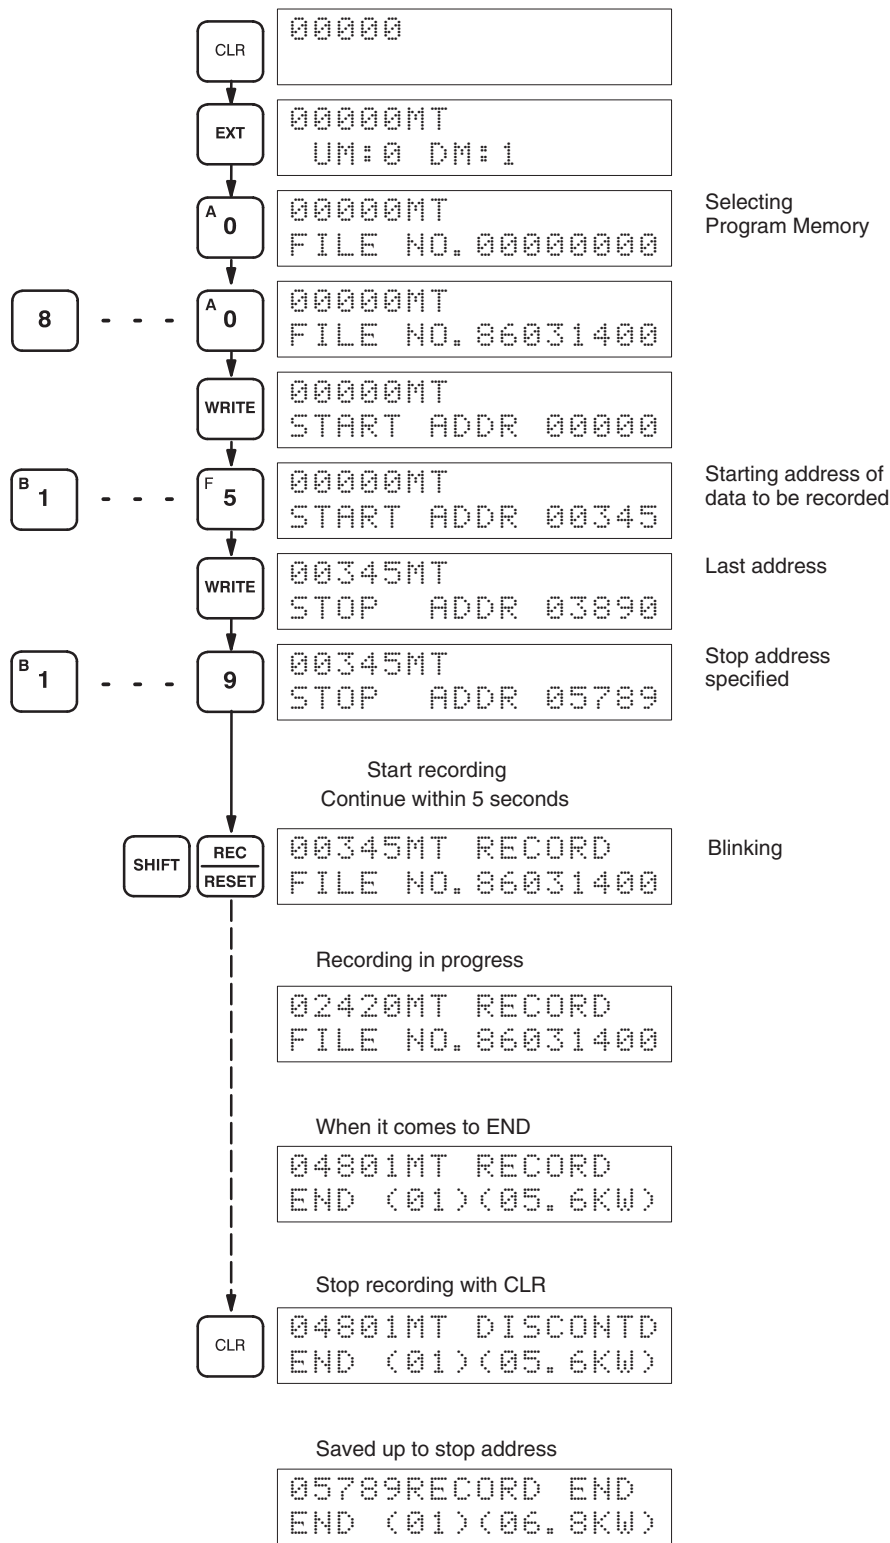 CLR
00000
EXT
00000MT
UM:0 DM:1
A 0
00000MT
FILE NO.00000000
Selecting
Program Memory
8 - - - A 0
00000MT
FILE NO.86031400
WRITE
00000MT
START ADDR 00000
B 1 - - - F 5
00000MT
START ADDR 00345
Starting address of
data to be recorded
WRITE
00345MT
STOP ADDR 03890
Last address
B 1 - - - 9
00345MT
STOP ADDR 05789
Stop address
specified
Start recording
Continue within 5 seconds
SHIFT
REC
RESET
00345MT RECORD
FILE NO.86031400
Blinking
Recording in progress
02420MT RECORD
FILE NO.86031400
When it comes to END
04801MT RECORD
END (01)(05.6KW)
Stop recording with CLR
CLR
04801MT DISCONTD
END (01)(05.6KW)
Saved up to stop address
05789RECORD END
END (01)(06.8KW)